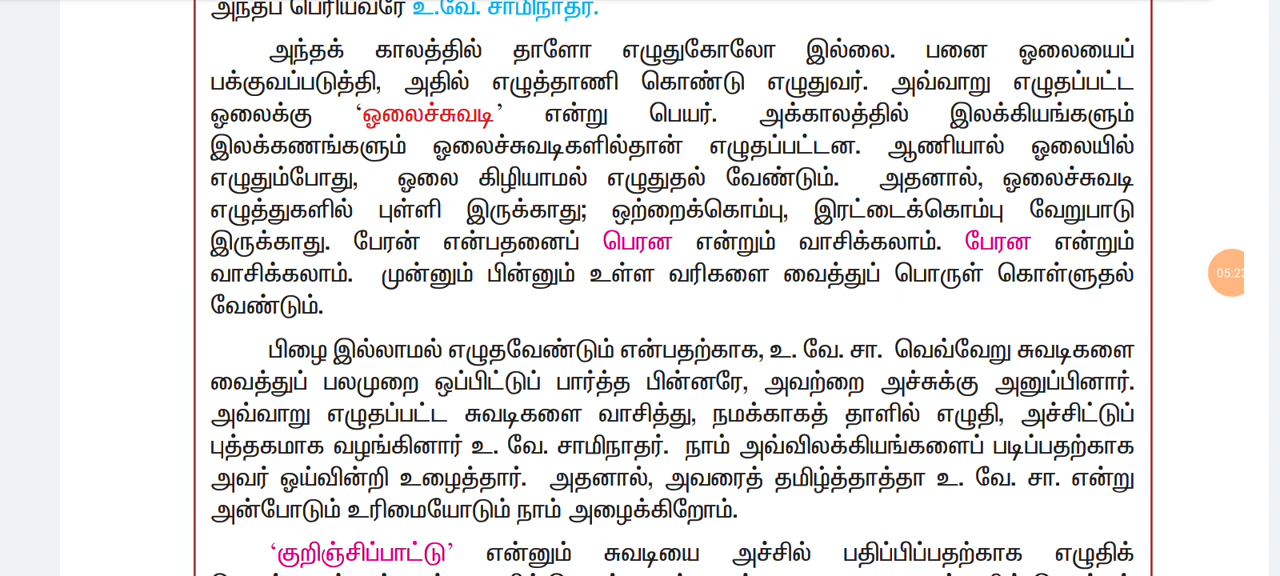 அந்தப் பெரியவரே உ.வே. சாமிநாதர்.
அந்தக் காலத்தில் தாளோ எழுதுகோலோ இல்லை. பனை ஓலையைப்
பக்குவப்படுத்தி, அதில் எழுத்தாணி கொண்டு எழுதுவர். அவ்வாறு எழுதப்பட்ட
ஓலைக்கு ‘ஓலைச்சுவடி’ என்று பெயர். அக்காலத்தில் இலக்கியங்களும்
இலக்கணங்களும் ஓலைச்சுவடிகளில்தான் எழுதப்பட்டன. ஆணியால் ஓலையில்
எழுதும்போது, ஓலை கிழியாமல் எழுதுதல் வேண்டும். அதனால், ஓலைச்சுவடி
எழுத்துகளில் புள்ளி இருக்காது; ஒற்றைக்கொம்பு, இரட்டைக்கொம்பு வேறுபாடு
இருக்காது. பேரன் என்பதனைப் பெரன என்றும் வாசிக்கலாம். பேரன என்றும்
வாசிக்கலாம். முன்னும் பின்னும் உள்ள வரிகளை வைத்துப் பொருள் கொள்ளுதல்
வேண்டும்.
பிழை இல்லாமல் எழுதவேண்டும் என்பதற்காக, உ. வே. சா. வெவ்வேறு சுவடிகளை
வைத்துப் பலமுறை ஒப்பிட்டுப் பார்த்த பின்னரே, அவற்றை அச்சுக்கு அனுப்பினார்.
அவ்வாறு எழுதப்பட்ட சுவடிகளை வாசித்து, நமக்காகத் தாளில் எழுதி, அச்சிட்டுப்
புத்தகமாக வழங்கினார் உ. வே. சாமிநாதர். நாம் அவ்விலக்கியங்களைப் படிப்பதற்காக
அவர் ஓய்வின்றி உழைத்தார். அதனால், அவரைத் தமிழ்த்தாத்தா உ. வே. சா. என்று
அன்போடும் உரிமையோடும் நாம் அழைக்கிறோம்.
‘குறிஞ்சிப்பாட்டு’ என்னும் சுவடியை அச்சில் பதிப்பிப்பதற்காக எழுதிக்